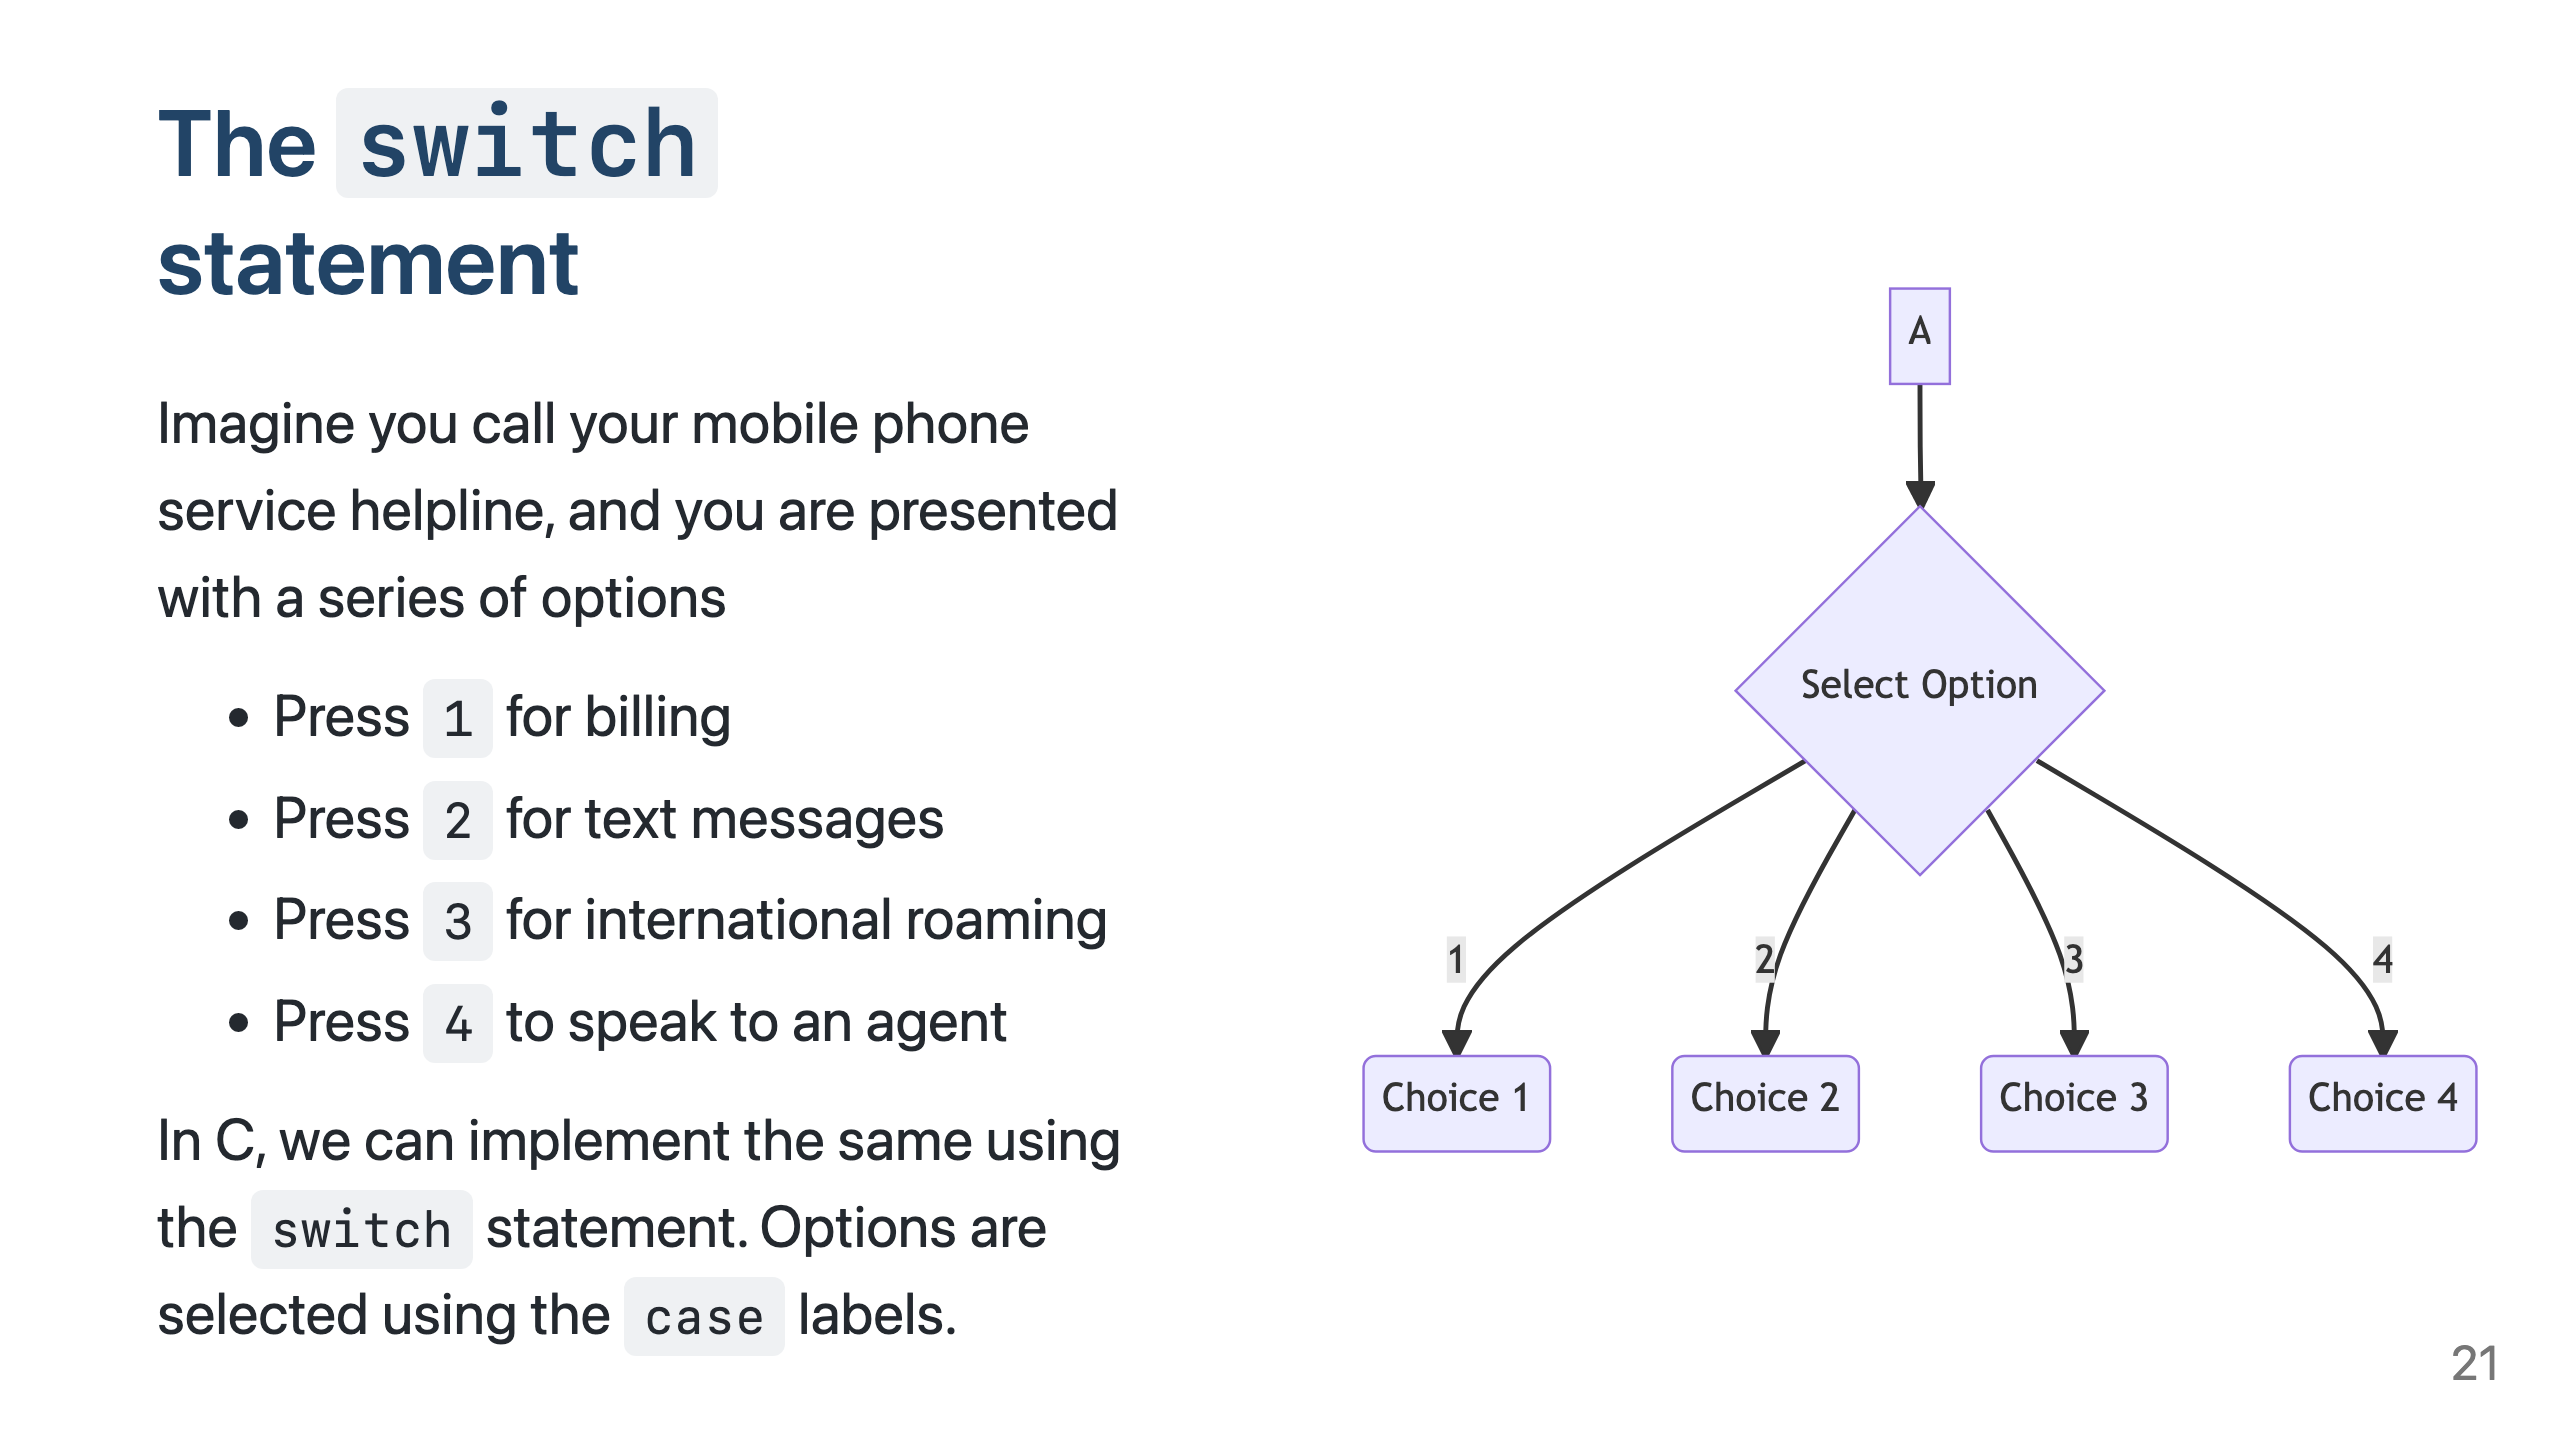 The switch
statement
Imagine you call your mobile phone
service helpline, and you are presented
with a series of options
• Press 1 for billing
• Press 2 for text messages
• Press 3 for international roaming
• Press 4 to speak to an agent
In C, we can implement the same using
the switch statement. Options are
selected using the case labels.
A
Select Option
1
2
3
4
Choice 1
Choice 2
Choice 3
Choice 4
21